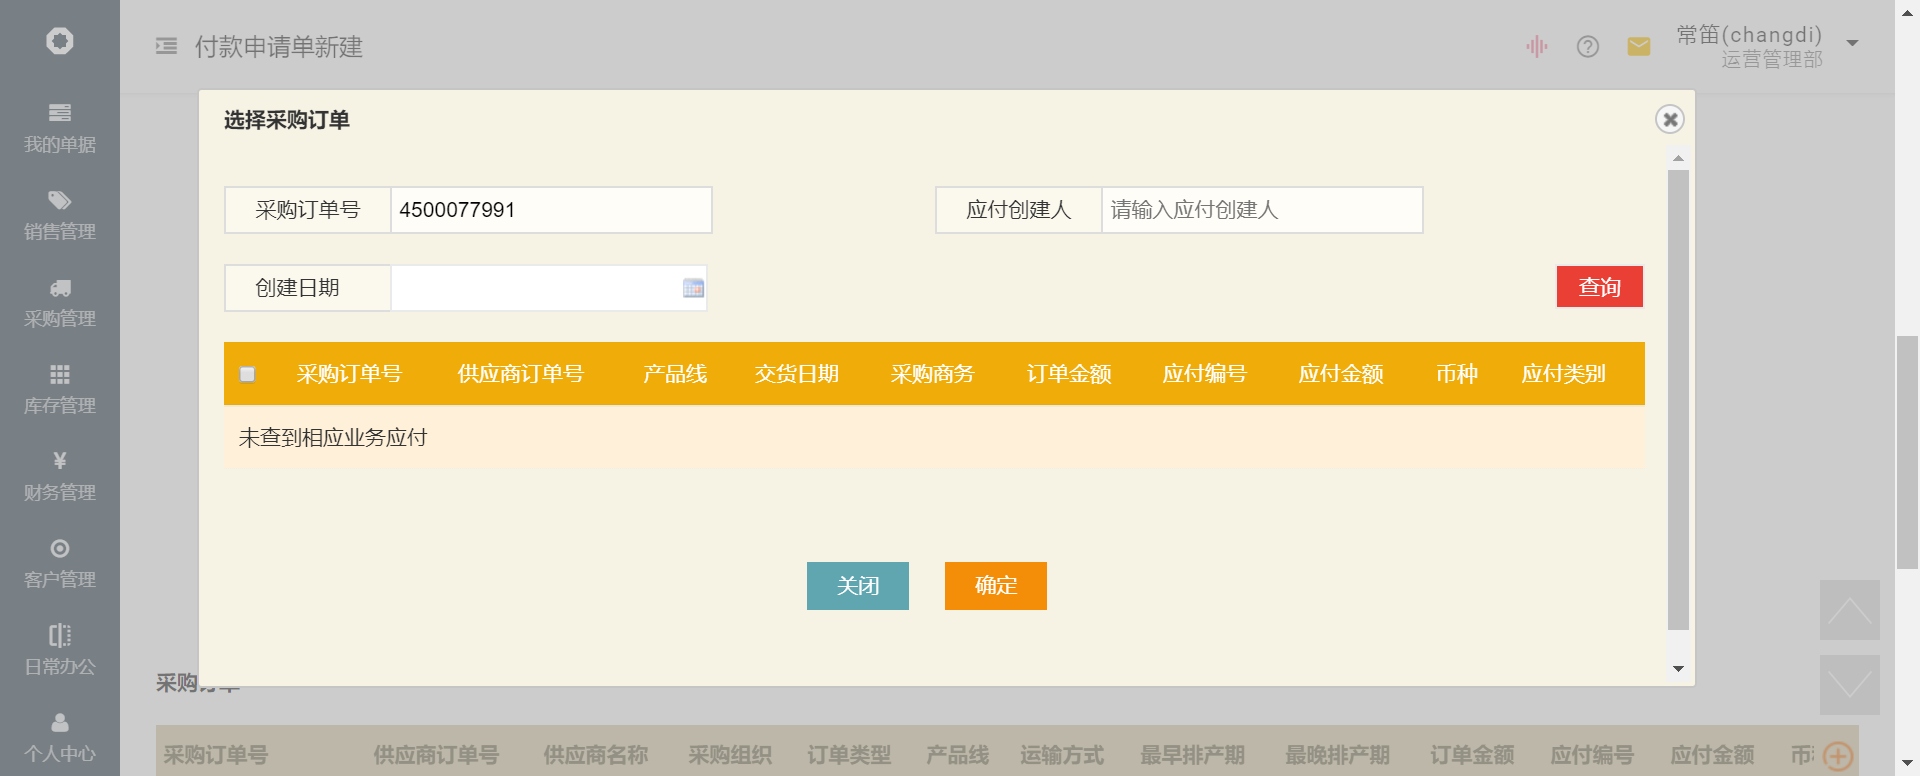 付款申请单新建
常笛(changdi)
运营管理部
我的单据
销售管理
采购管理
库存管理
¥
财务管理
客户管理
日常办公
个人中心
选择采购订单
采购订单号 4500077991 应付创建人 请输入应付创建人
创建日期 查询
采购订单号 供应商订单号 产品线 交货日期 采购商务 订单金额 应付编号 应付金额 币种 应付类别
未查到相应业务应付
关闭 确定
采购订单
采购订单号 供应商订单号 供应商名称 采购组织 订单类型 产品线 运输方式 最早排产期 最晚排产期 订单金额 应付编号 应付金额 币